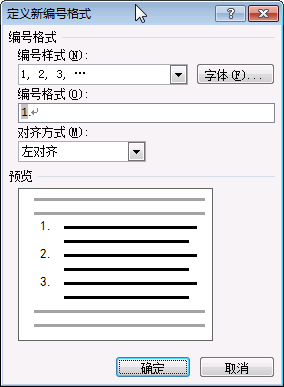 定义新编号格式
编号格式
编号样式(N):
1, 2, 3, …
字体(F)...
编号格式(O):
1.↵
对齐方式(M):
左对齐
预览
1.
2.
3.
确定 取消